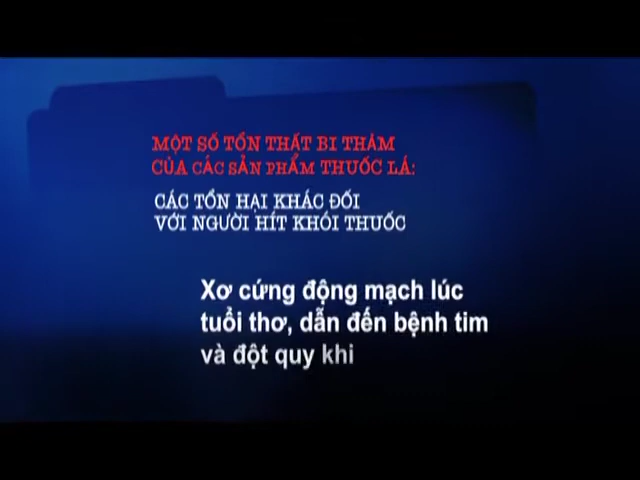 MỘT SỐ TỔN THẤT BI THẢM
CỦA CÁC SẢN PHẨM THUỐC LÁ:
CÁC TỔN HẠI KHÁC ĐỐI
VỚI NGƯỜI HÍT KHÓI THUỐC
Xơ cứng động mạch lúc
tuổi thơ, dẫn đến bệnh tim
và đột quy khi